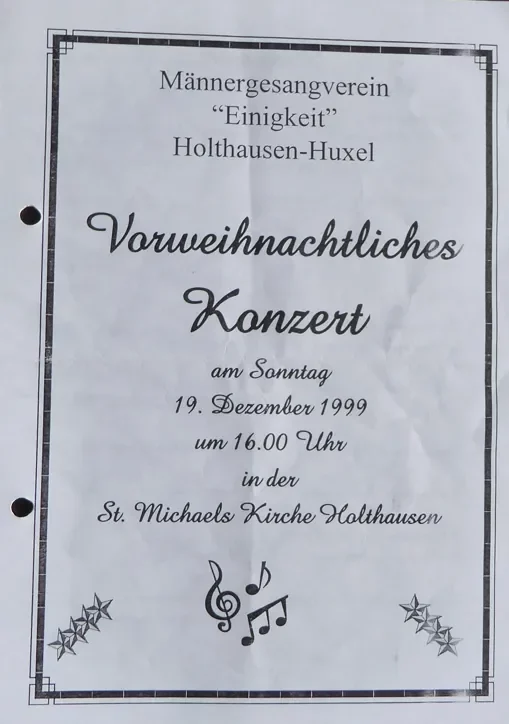 Männergesangverein
“Einigkeit”
Holthausen-Huxel
Vorweihnachtliches
Konzert
am Sonntag
19. Dezember 1999
um 16.00 Uhr
in der
St. Michaels Kirche Holthausen